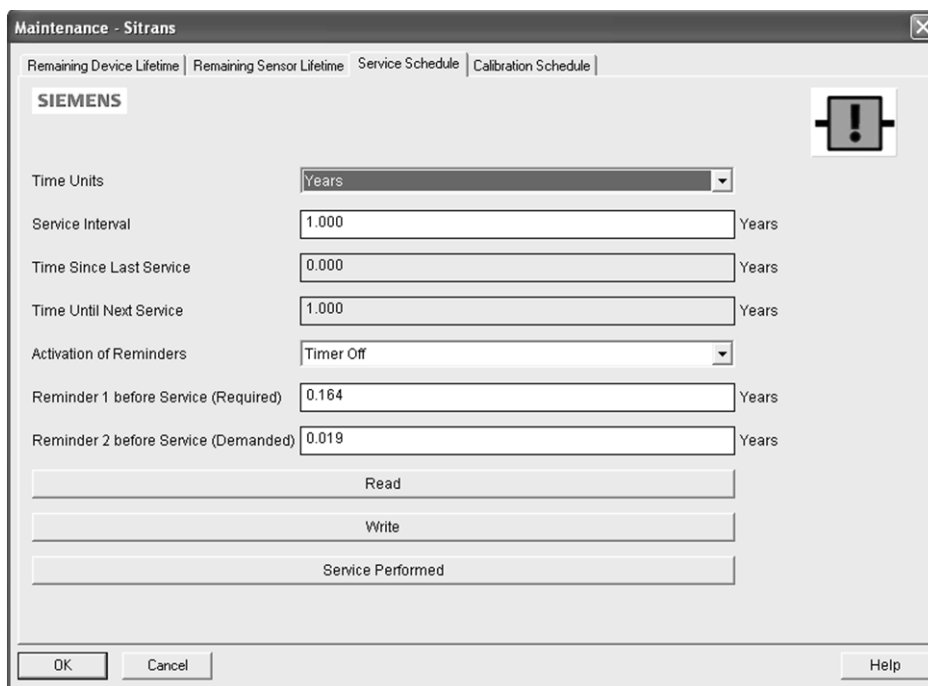 Maintenance - Sitrans
Remaining Device Lifetime Remaining Sensor Lifetime Service Schedule Calibration Schedule
SIEMENS
Time Units Years
Service Interval 1.000 Years
Time Since Last Service 0.000 Years
Time Until Next Service 1.000 Years
Activation of Reminders Timer Off
Reminder 1 before Service (Required) 0.164 Years
Reminder 2 before Service (Demanded) 0.019 Years
Read
Write
Service Performed
OK Cancel Help